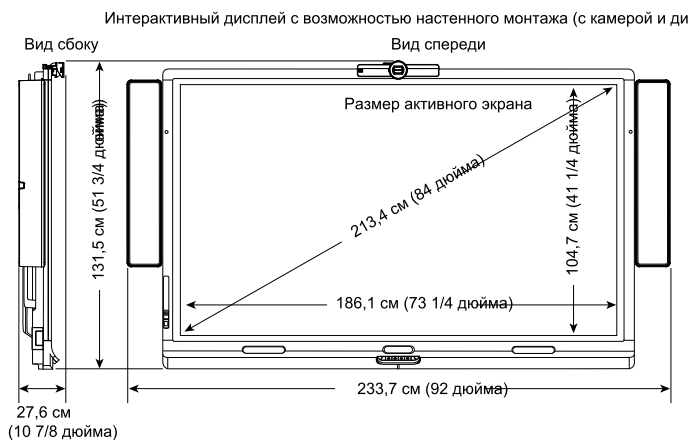 Интерактивный дисплей с возможностью настенного монтажа (с камерой и ди
Вид сбоку
Вид спереди
Размер активного экрана
131,5 см (51 3/4 дюйма)
213,4 см (84 дюйма)
104,7 см (41 1/4 дюйма)
186,1 см (73 1/4 дюйма)
233,7 см (92 дюйма)
27,6 см
(10 7/8 дюйма)